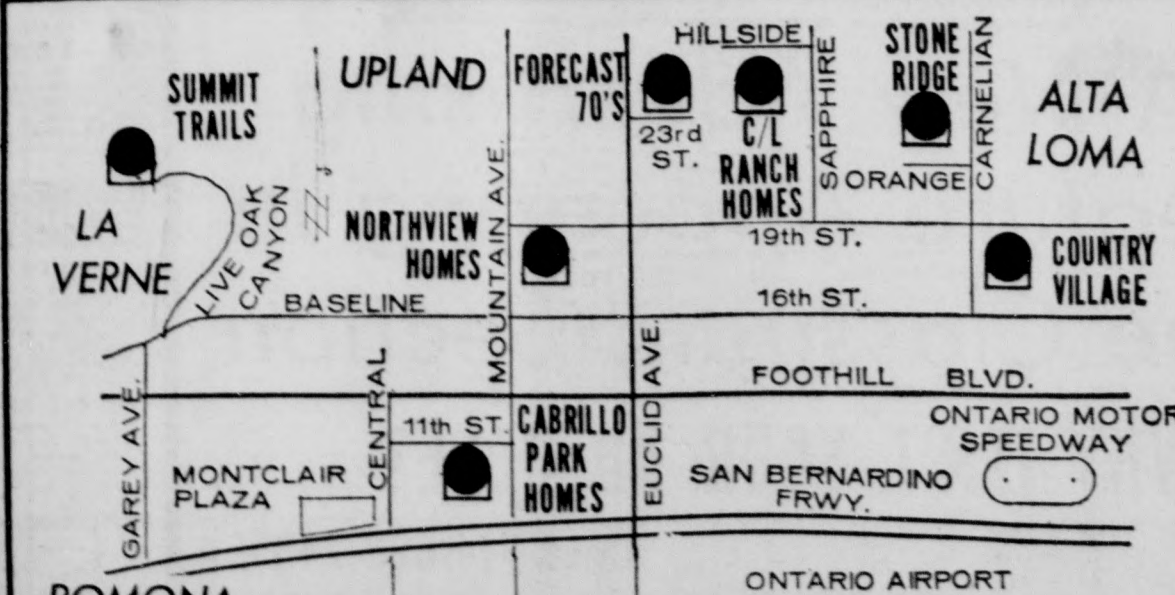 HILLSIDE
SAPPHIRE
STONE
RIDGE
CARNELIAN
UPLAND
FORECAST
70'S
SUMMIT
TRAILS
ALTA
LOMA
23rd
ST.
C/L
RANCH
HOMES
ORANGE
MOUNTAIN AVE.
LA
VERNE
LIVE OAK
CANYON
NORTHVIEW
HOMES
19th ST.
COUNTRY
VILLAGE
BASELINE
16th ST.
EUCLID AVE.
FOOTHILL BLVD.
GAREY AVE.
CENTRAL
11th ST.
CABRILLO
PARK
HOMES
ONTARIO MOTOR
SPEEDWAY
MONTCLAIR
PLAZA
SAN BERNARDINO
FRWY.
ONTARIO AIRPORT
POMONA